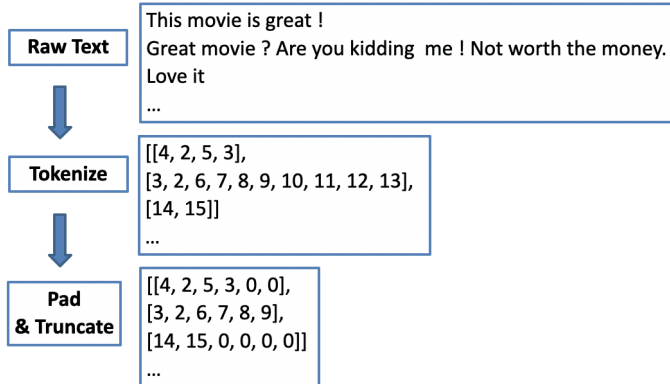 Raw Text
This movie is great !
Great movie ? Are you kidding me ! Not worth the money.
Love it
...
Tokenize
[[4, 2, 5, 3],
[3, 2, 6, 7, 8, 9, 10, 11, 12, 13],
[14, 15]]
...
Pad
& Truncate
[[4, 2, 5, 3, 0, 0],
[3, 2, 6, 7, 8, 9],
[14, 15, 0, 0, 0, 0]]
...